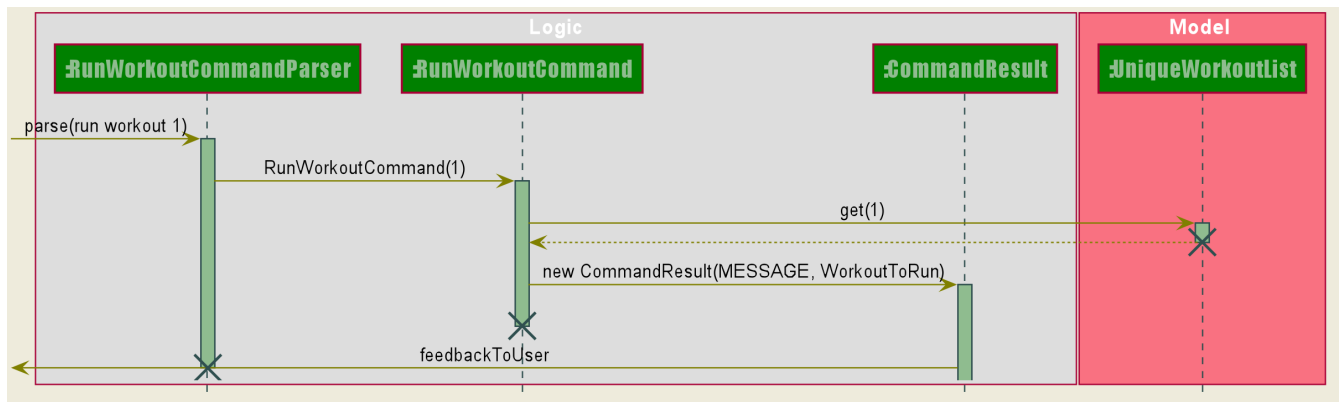 Logic
Model
:RunWorkoutCommandParser
:RunWorkoutCommand
:CommandResult
:UniqueWorkoutList
parse(run workout 1)
RunWorkoutCommand(1)
get(1)
new CommandResult(MESSAGE, WorkoutToRun)
feedbackToUser